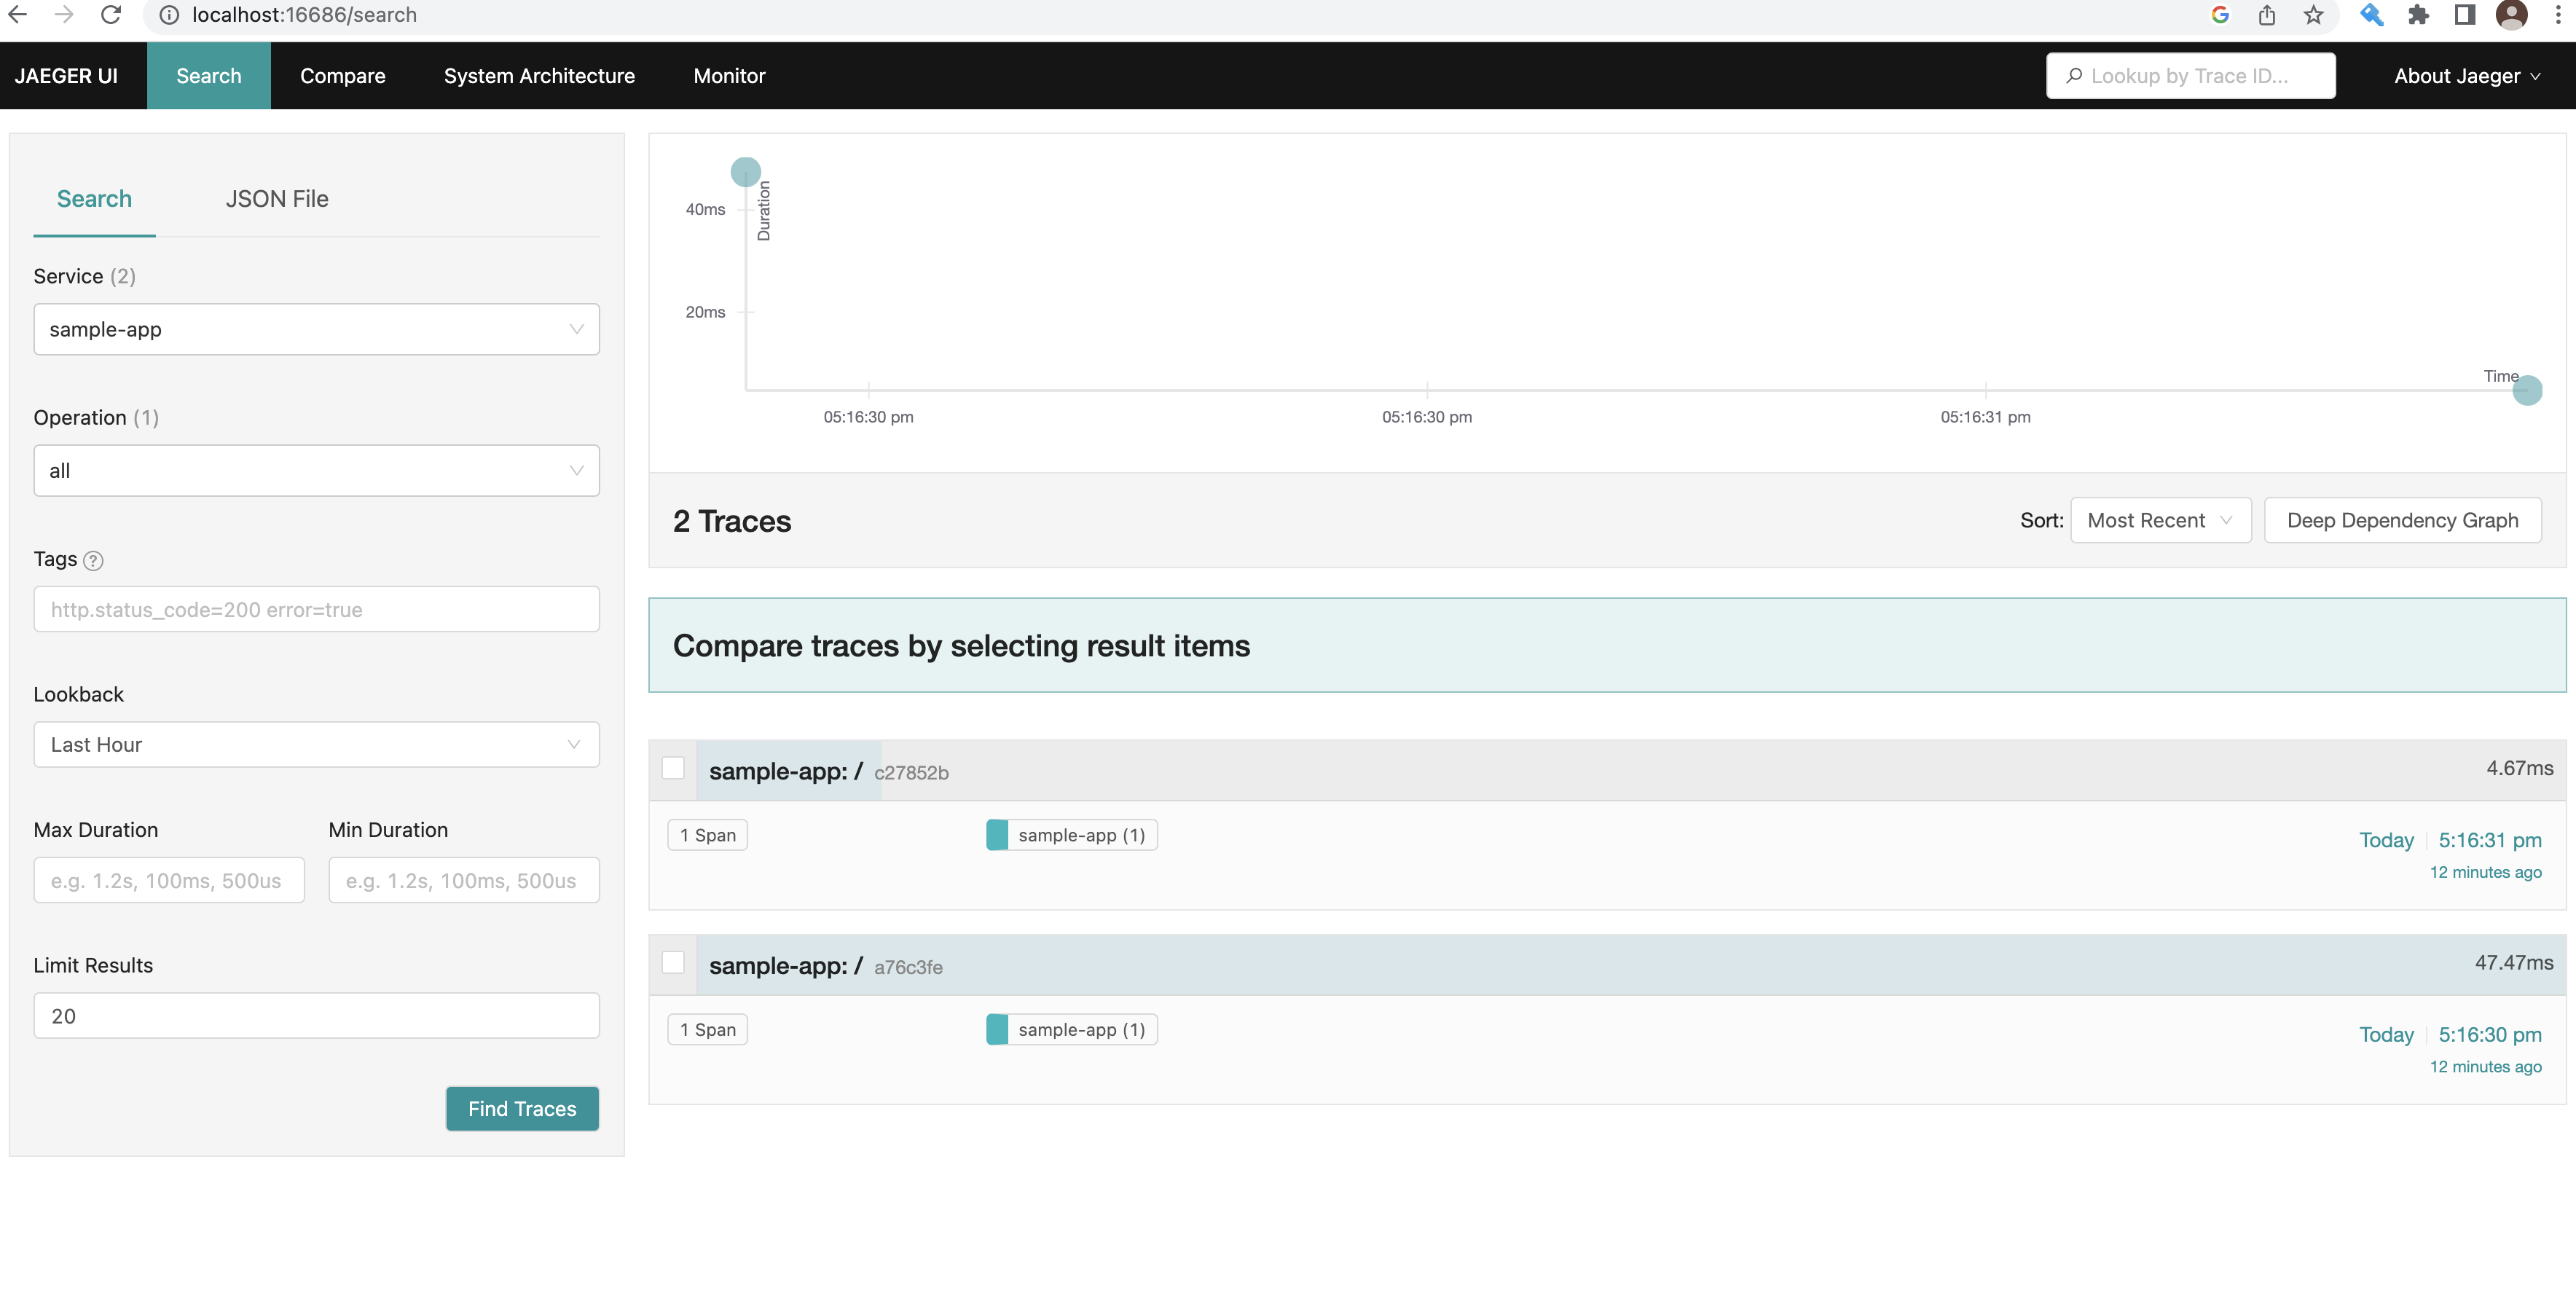 localhost:16686/search
JAEGER UI Search Compare System Architecture Monitor Lookup by Trace ID... About Jaeger
Search JSON File
Service (2)
sample-app
Operation (1)
all
Tags ?
http.status_code=200 error=true
Lookback
Last Hour
Max Duration Min Duration
e.g. 1.2s, 100ms, 500us e.g. 1.2s, 100ms, 500us
Limit Results
20
Find Traces
Duration
40ms
20ms
Time
05:16:30 pm 05:16:30 pm 05:16:31 pm
2 Traces Sort: Most Recent Deep Dependency Graph
Compare traces by selecting result items
sample-app: / c27852b 4.67ms
1 Span sample-app (1) Today 5:16:31 pm
12 minutes ago
sample-app: / a76c3fe 47.47ms
1 Span sample-app (1) Today 5:16:30 pm
12 minutes ago